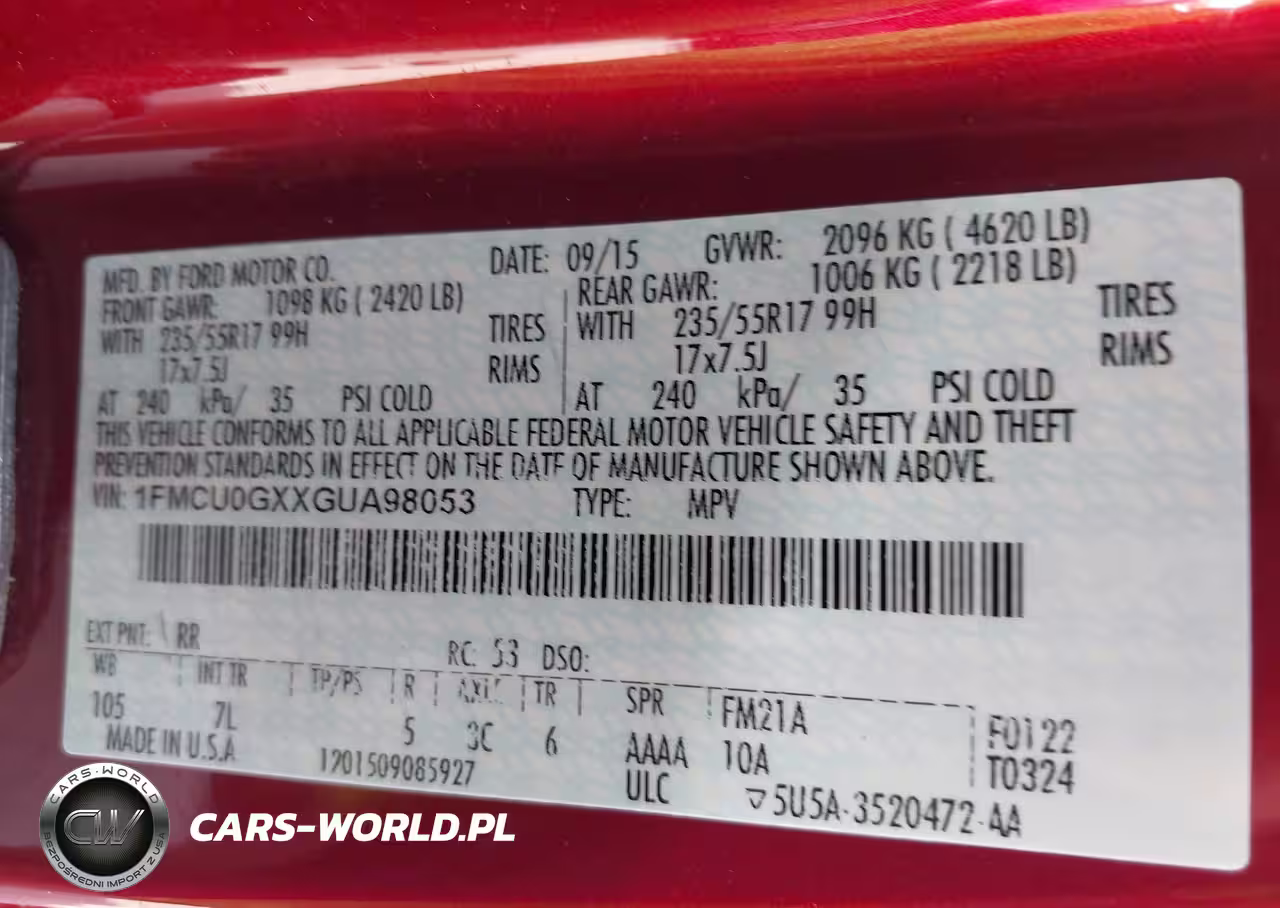 MFD. BY FORD MOTOR CO. DATE: 09/15 GVWR: 2096 KG ( 4620 LB)
FRONT GAWR: 1098 KG ( 2420 LB) REAR GAWR: 1006 KG ( 2218 LB)
WITH 235/55R17 99H TIRES WITH 235/55R17 99H TIRES
17x7.5J RIMS 17x7.5J RIMS
AT 240 kPa/ 35 PSI COLD AT 240 kPa/ 35 PSI COLD
THIS VEHICLE CONFORMS TO ALL APPLICABLE FEDERAL MOTOR VEHICLE SAFETY AND THEFT
PREVENTION STANDARDS IN EFFECT ON THE DATE OF MANUFACTURE SHOWN ABOVE.
VIN: 1FMCU0GXXGUA98053 TYPE: MPV
EXT PNT: RR RC: 53 DSO:
WB INT TR TP/PS R AXLE TR SPR FM21A F0122
105 7L 5 3C 6 AAAA 10A T0324
MADE IN U.S.A 1201509085927 ULC ▽5U5A-3520472-AA
CARS-WORLD
CW
BEZPOŚREDNI IMPORT Z USA
CARS-WORLD.PL